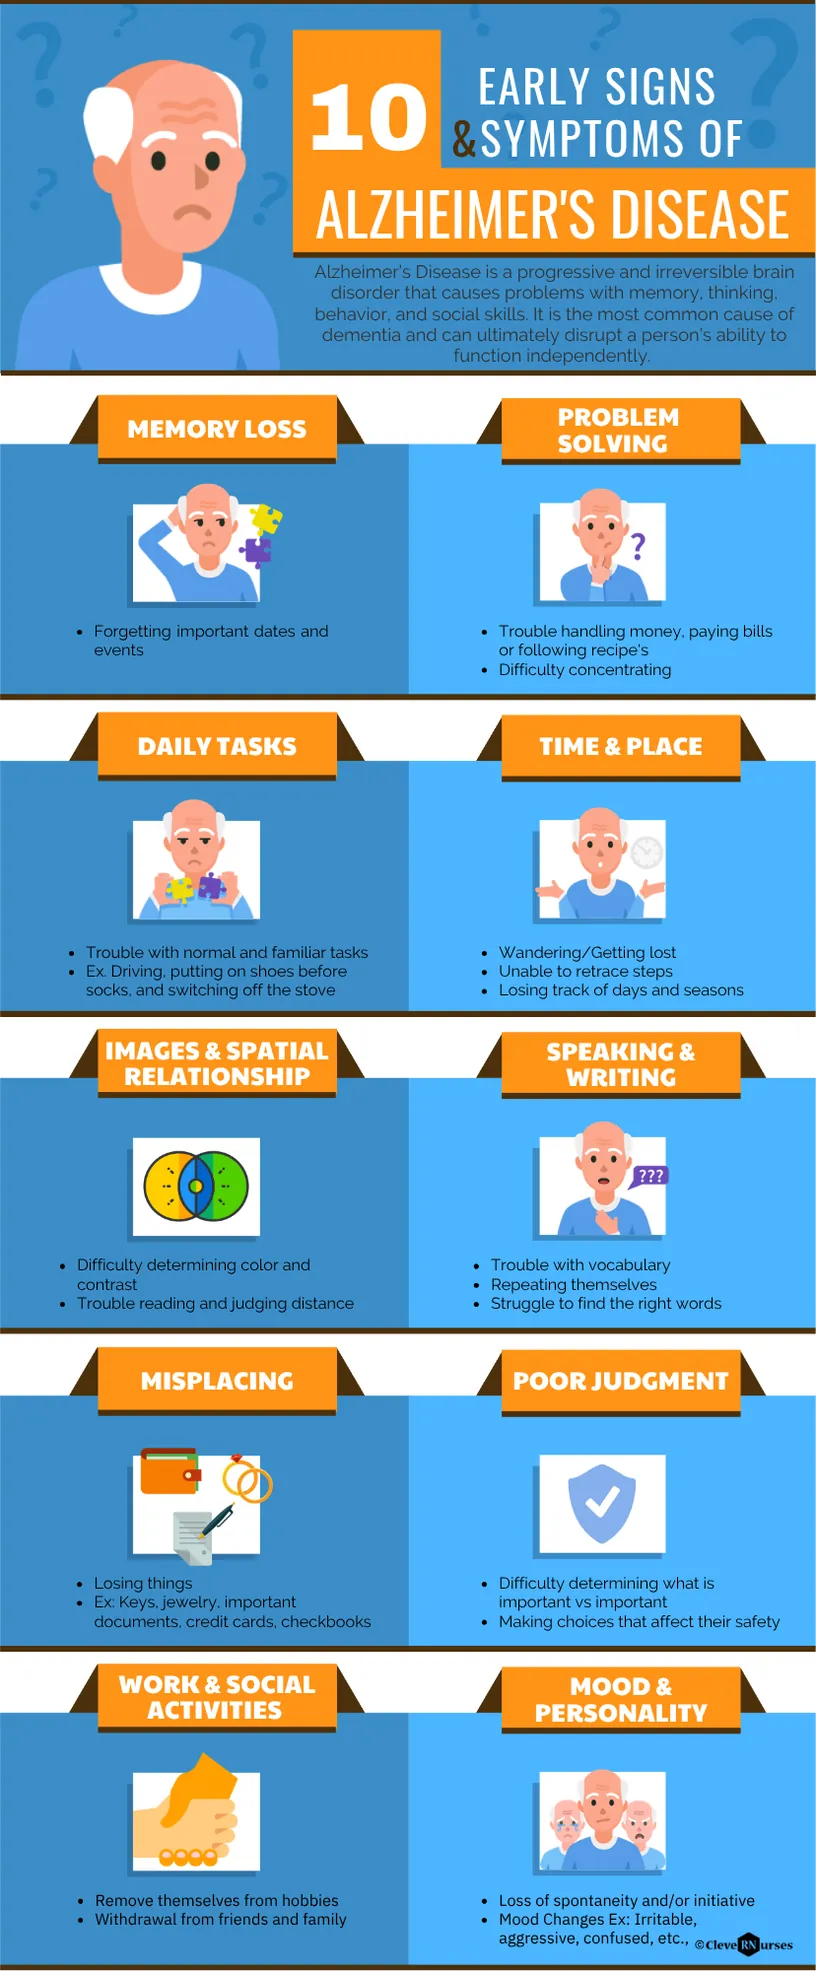 10
EARLY SIGNS
&SYMPTOMS OF
ALZHEIMER'S DISEASE
Alzheimer's Disease is a progressive and irreversible brain
disorder that causes problems with memory, thinking,
behavior, and social skills. It is the most common cause of
dementia and can ultimately disrupt a person's ability to
function independently.
MEMORY LOSS
• Forgetting important dates and
events
PROBLEM
SOLVING
?
• Trouble handling money, paying bills
or following recipe's
• Difficulty concentrating
DAILY TASKS
• Trouble with normal and familiar tasks
• Ex. Driving, putting on shoes before
socks, and switching off the stove
TIME & PLACE
• Wandering/Getting lost
• Unable to retrace steps
• Losing track of days and seasons
IMAGES & SPATIAL
RELATIONSHIP
• Difficulty determining color and
contrast
• Trouble reading and judging distance
SPEAKING &
WRITING
???
• Trouble with vocabulary
• Repeating themselves
• Struggle to find the right words
MISPLACING
• Losing things
• Ex: Keys, jewelry, important
documents, credit cards, checkbooks
POOR JUDGMENT
• Difficulty determining what is
important vs important
• Making choices that affect their safety
WORK & SOCIAL
ACTIVITIES
• Remove themselves from hobbies
• Withdrawal from friends and family
MOOD &
PERSONALITY
• Loss of spontaneity and/or initiative
• Mood Changes Ex: Irritable,
aggressive, confused, etc.,
©CleveRNurses